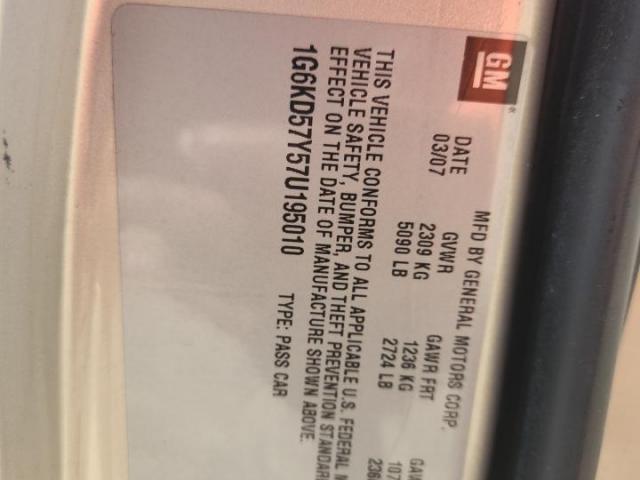 GM
MFD BY GENERAL MOTORS CORP.
DATE GVWR GAWR FRT
03/07 2309 KG 1236 KG 107
5090 LB 2724 LB 236
THIS VEHICLE CONFORMS TO ALL APPLICABLE U.S. FEDERAL
VEHICLE SAFETY, BUMPER, AND THEFT PREVENTION
EFFECT ON THE DATE OF MANUFACTURE SHOWN ABOVE.
1G6KD57Y57U195010 TYPE: PASS CAR